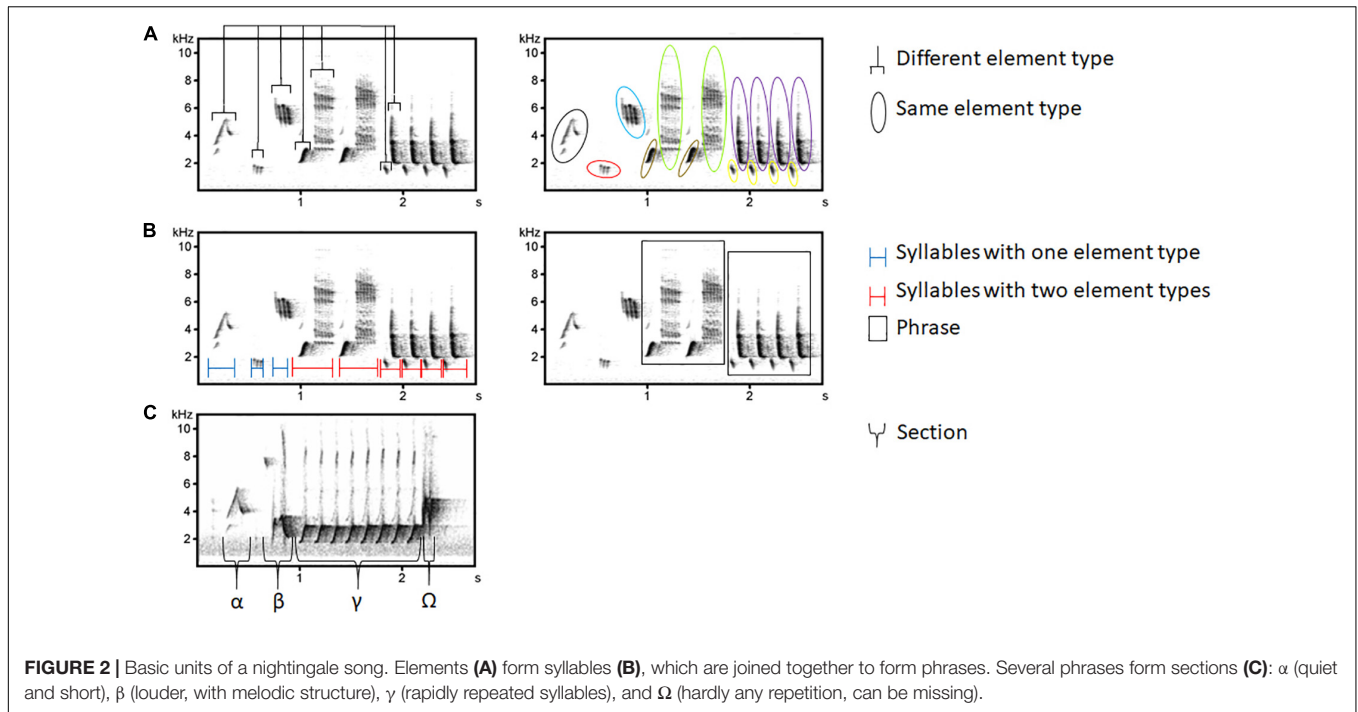 A
kHz
10
8
6
4
2
1
2
s
kHz
10
8
6
4
2
1
2
s
Different element type
Same element type
B
kHz
10
8
6
4
2
1
2
s
kHz
10
8
6
4
2
1
2
s
Syllables with one element type
Syllables with two element types
Phrase
C
kHz
10
8
6
4
2
1
2
s
α
β
γ
Ω
Section
FIGURE 2 | Basic units of a nightingale song. Elements (A) form syllables (B), which are joined together to form phrases. Several phrases form sections (C): α (quiet
and short), β (louder, with melodic structure), γ (rapidly repeated syllables), and Ω (hardly any repetition, can be missing).